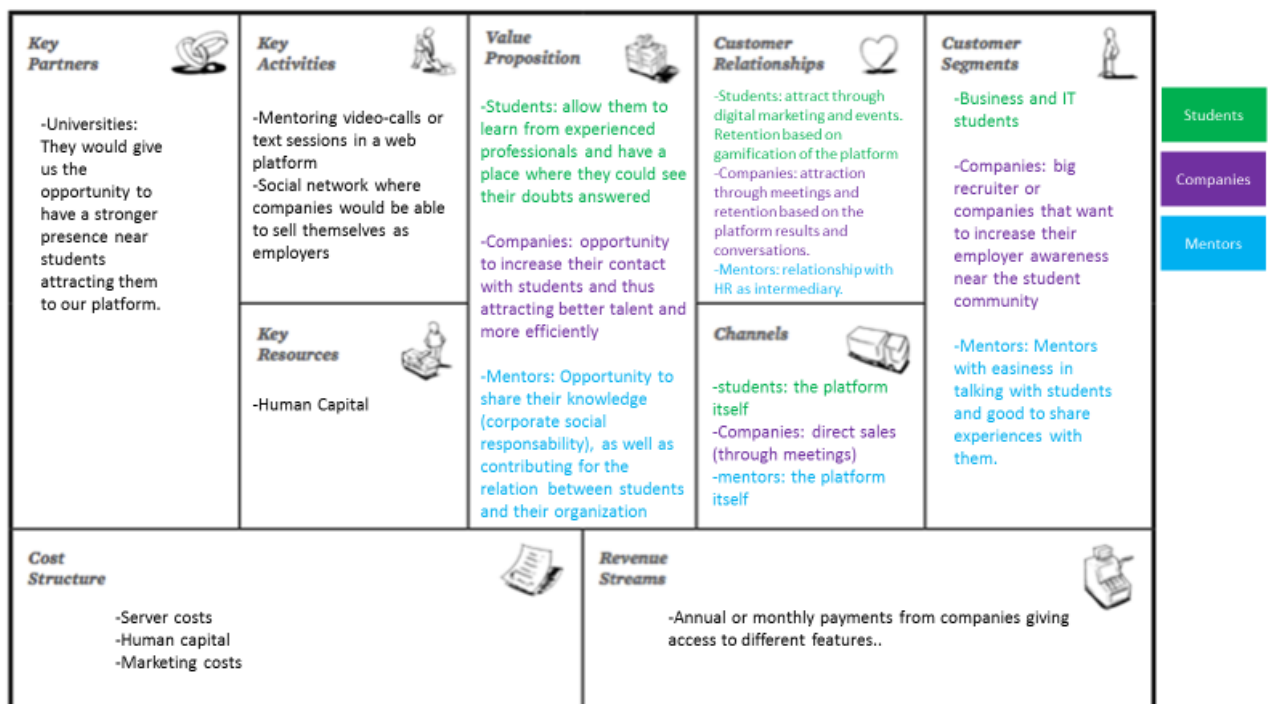 Key
Partners
-Universities:
They would give
us the
opportunity to
have a stronger
presence near
students
attracting them
to our platform.
Key
Activities
-Mentoring video-calls or
text sessions in a web
platform
-Social network where
companies would be able
to sell themselves as
employers
Key
Resources
-Human Capital
Value
Proposition
-Students: allow them to
learn from experienced
professionals and have a
place where they could see
their doubts answered
-Companies: opportunity
to increase their contact
with students and thus
attracting better talent and
more efficiently
-Mentors: Opportunity to
share their knowledge
(corporate social
responsability), as well as
contributing for the
relation between students
and their organization
Customer
Relationships
-Students: attract through
digital marketing and events.
Retention based on
gamification of the platform
-Companies: attraction
through meetings and
retention based on the
platform results and
conversations.
-Mentors: relationship with
HR as intermediary.
Channels
-students: the platform
itself
-Companies: direct sales
(through meetings)
-mentors: the platform
itself
Customer
Segments
-Business and IT
students
-Companies: big
recruiter or
companies that want
to increase their
employer awareness
near the student
community
-Mentors: Mentors
with easiness in
talking with students
and good to share
experiences with
them.
Students
Companies
Mentors
Cost
Structure
-Server costs
-Human capital
-Marketing costs
Revenue
Streams
-Annual or monthly payments from companies giving
access to different features..